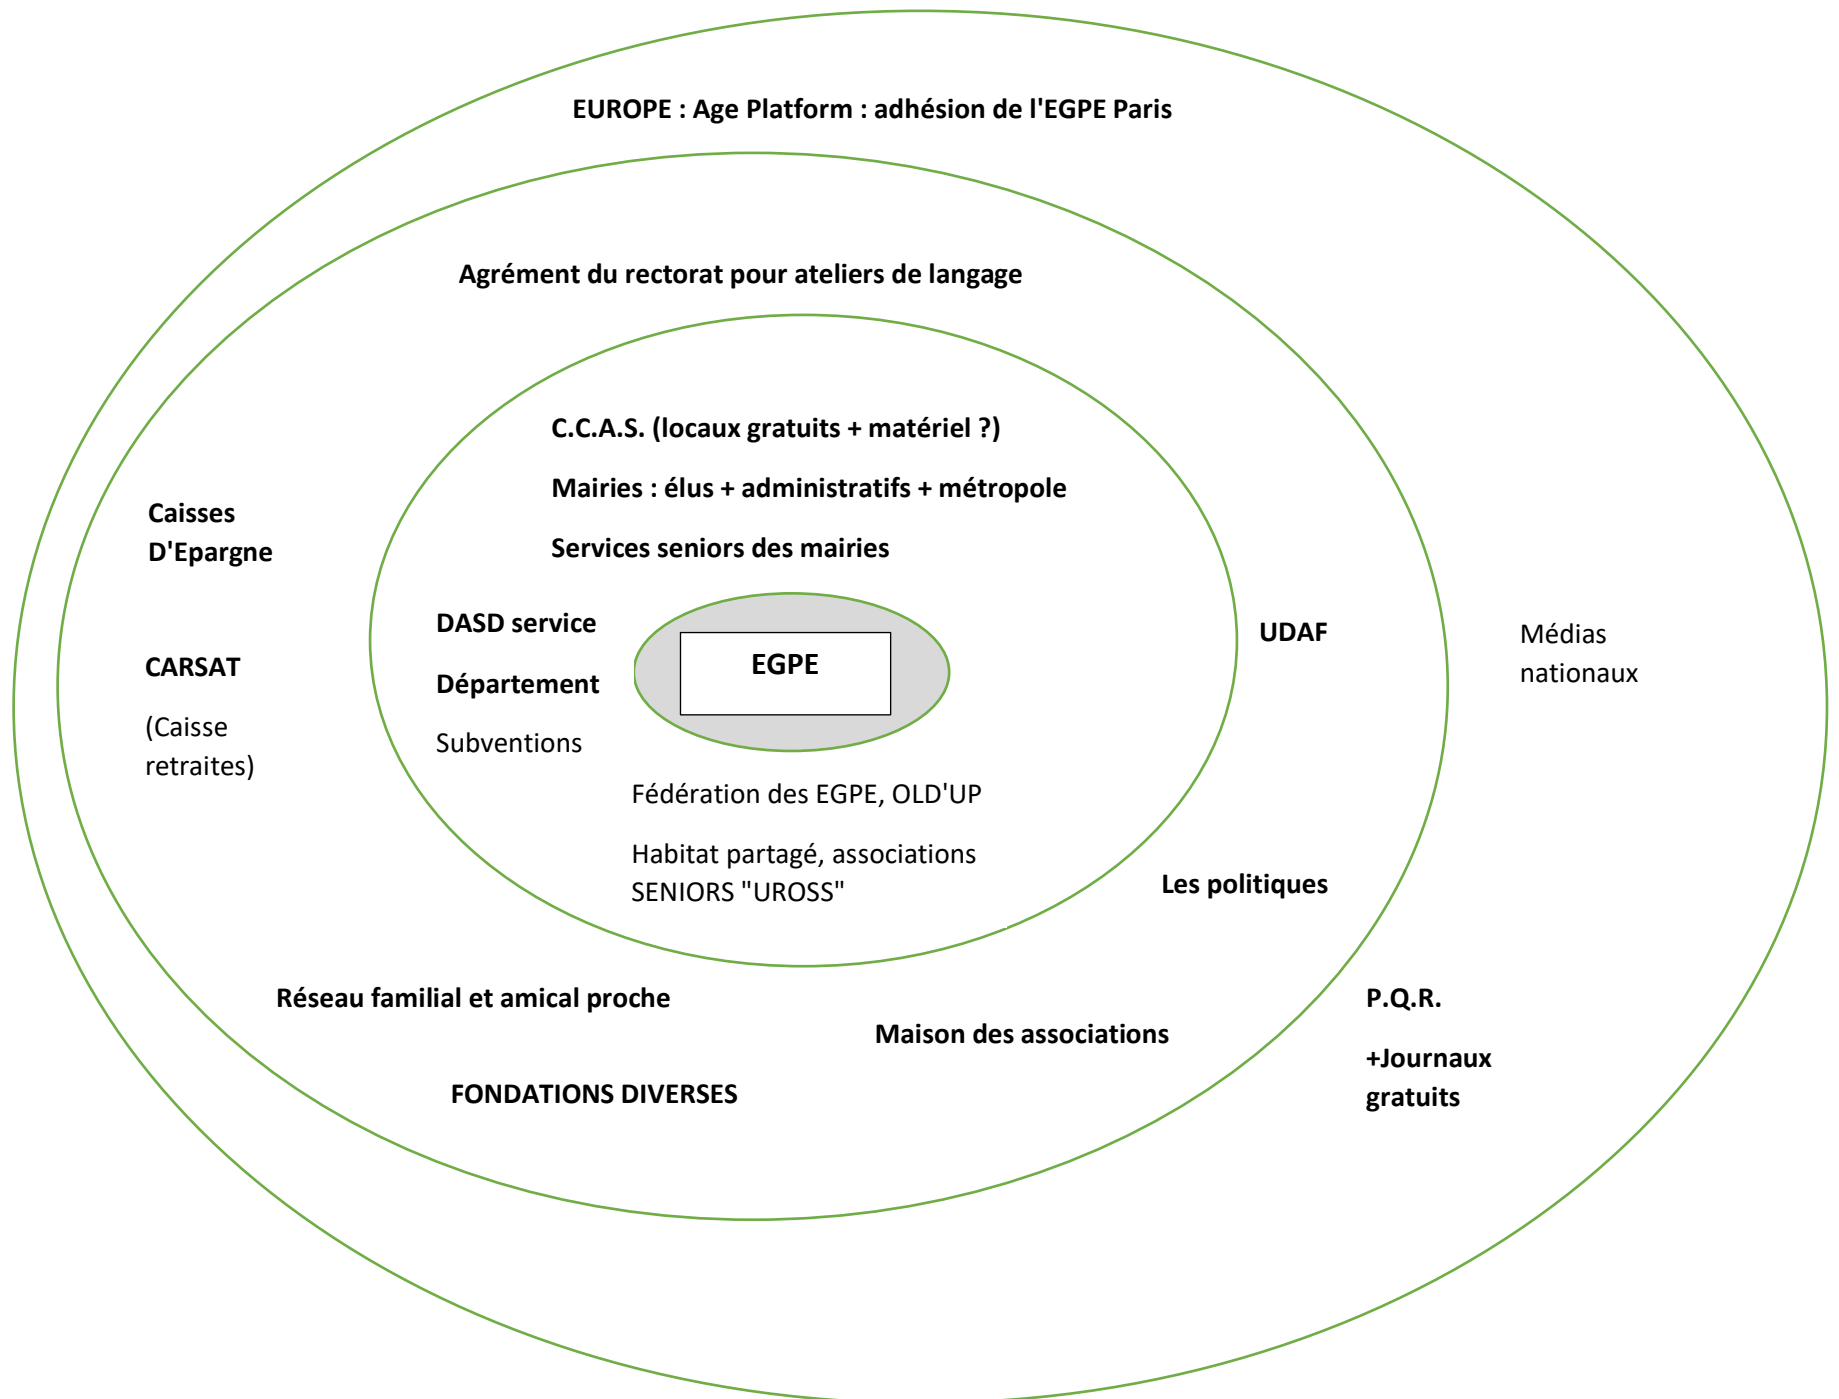 EUROPE : Age Platform : adhésion de l'EGPE Paris
Agrément du rectorat pour ateliers de langage
C.C.A.S. (locaux gratuits + matériel ?)
Mairies : élus + administratifs + métropole
Services seniors des mairies
Caisses
D'Epargne
CARSAT
(Caisse
retraites)
DASD service
Département
Subventions
EGPE
UDAF
Médias
nationaux
Fédération des EGPE, OLD'UP
Habitat partagé, associations
SENIORS "UROSS"
Les politiques
Réseau familial et amical proche
Maison des associations
FONDATIONS DIVERSES
P.Q.R.
+Journaux
gratuits